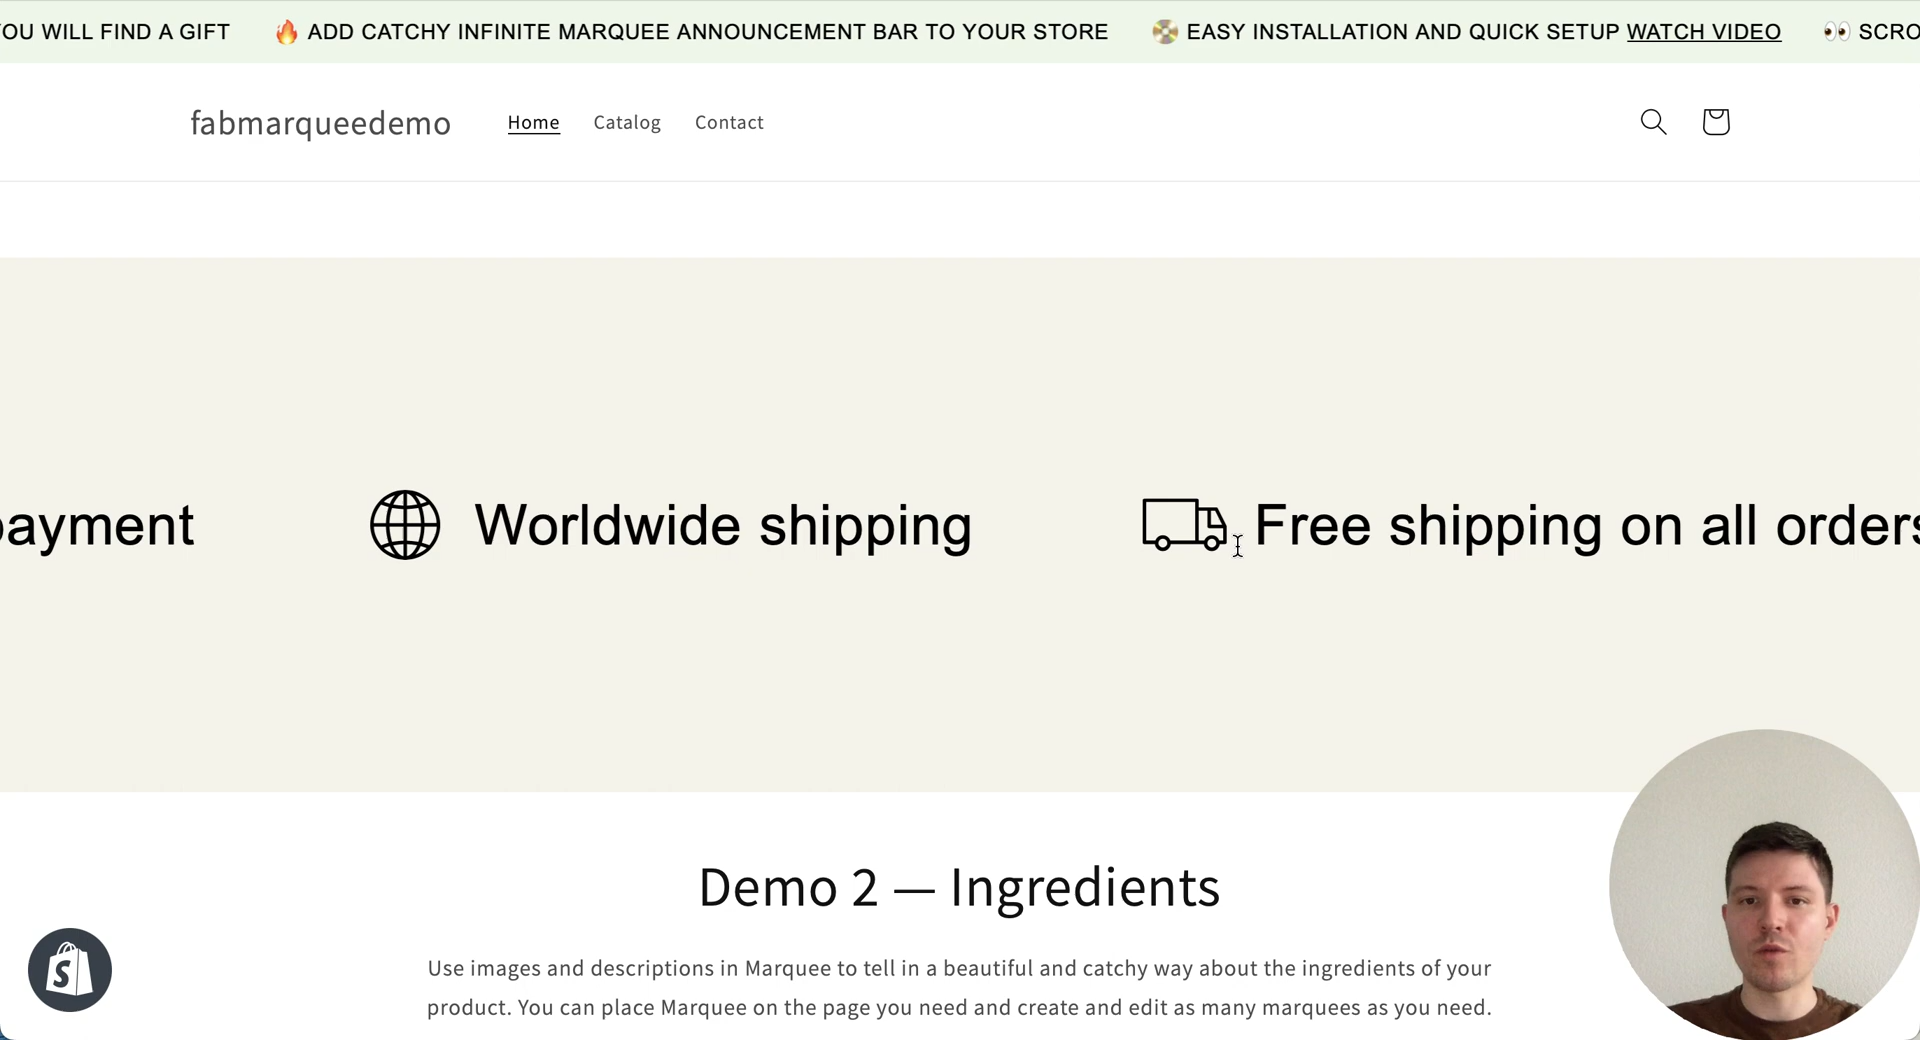 OU WILL FIND A GIFT 🔥 ADD CATCHY INFINITE MARQUEE ANNOUNCEMENT BAR TO YOUR STORE 📀 EASY INSTALLATION AND QUICK SETUP WATCH VIDEO 👀 SCRO
fabmarqueedemo Home Catalog Contact
payment Worldwide shipping Free shipping on all orders
Demo 2 — Ingredients
Use images and descriptions in Marquee to tell in a beautiful and catchy way about the ingredients of your
product. You can place Marquee on the page you need and create and edit as many marquees as you need.